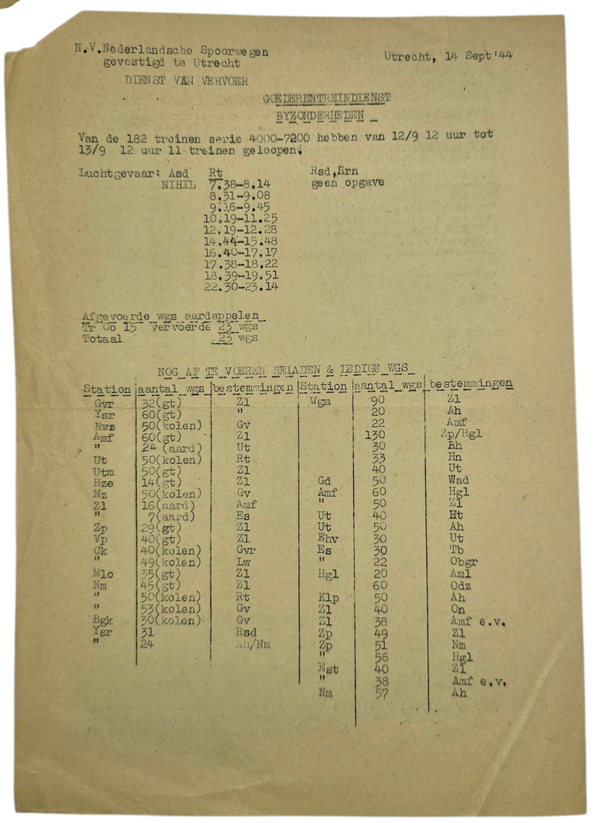 N.V.Nederlandsche Spoorwegen
gevestigd te Utrecht
Utrecht, 14 Sept '44
DIENST VAN VERVOER
GOEDERENTREINDIENST
BYZONDERHEDEN
Van de 182 treinen serie 4000-7200 hebben van 12/9 12 uur tot
13/9 12 uur 11 treinen geloopen.
Luchtgevaar: Asd Rt Rsd,Grn
NIHIL 7.38-8.14 geen opgave
8.31-9.08
9.16-9.45
10.19-11.25
12.19-12.28
14.44-15.48
16.40-17.17
17.38-18.22
18.39-19.51
22.30-23.14
Afgevoerde wgs aardappelen
Tr Co 15 vervoerde 23 wgs
Totaal 23 wgs
NOG AF TE VOEREN BELADEN & LEDIGE WGS
Station aantal wgs bestemmingen Station aantal wgs bestemmingen
Gvr 32(gt) Zl Wgm 90 Zl
Ysr 60(gt) " 20 Ah
Nws 50(kolen) Gv 22 Amf
Amf 60(gt) Zl 130 Zp/Hgl
" 24 (aard) Ut 30 Eh
Ut 50(kolen) Rt 33 Hn
Utm 50(gt) Zl 40 Ut
Hze 14(gt) Zl Gd 50 Wad
Mz 50(kolen) Gv Amf 60 Hgl
Zl 16(aard) Amf " 50 Zl
" 7(aard) Es Ut 40 Ht
Zp 29(gt) Zl Ut 50 Ah
Vp 40(gt) Zl Ehv 30 Ut
Ck 40(kolen) Gvr Es 30 Tb
" 49(kolen) Lw " 22 Obgr
Mlo 35(gt) Zl Hgl 20 Aml
Nm 45(gt) Zl 60 Odz
" 50(kolen) Rt Klp 50 Ah
" 53(kolen) Gv Zl 40 On
Bgk 30(kolen) Gv Zl 38 Amf e.v.
Ysr 31 Rsd Zp 49 Zl
" 24 Ah/Nm Zp 51 Nm
" 56 Hgl
Est 40 Zl
" 38 Amf e.v.
Nm 57 Ah